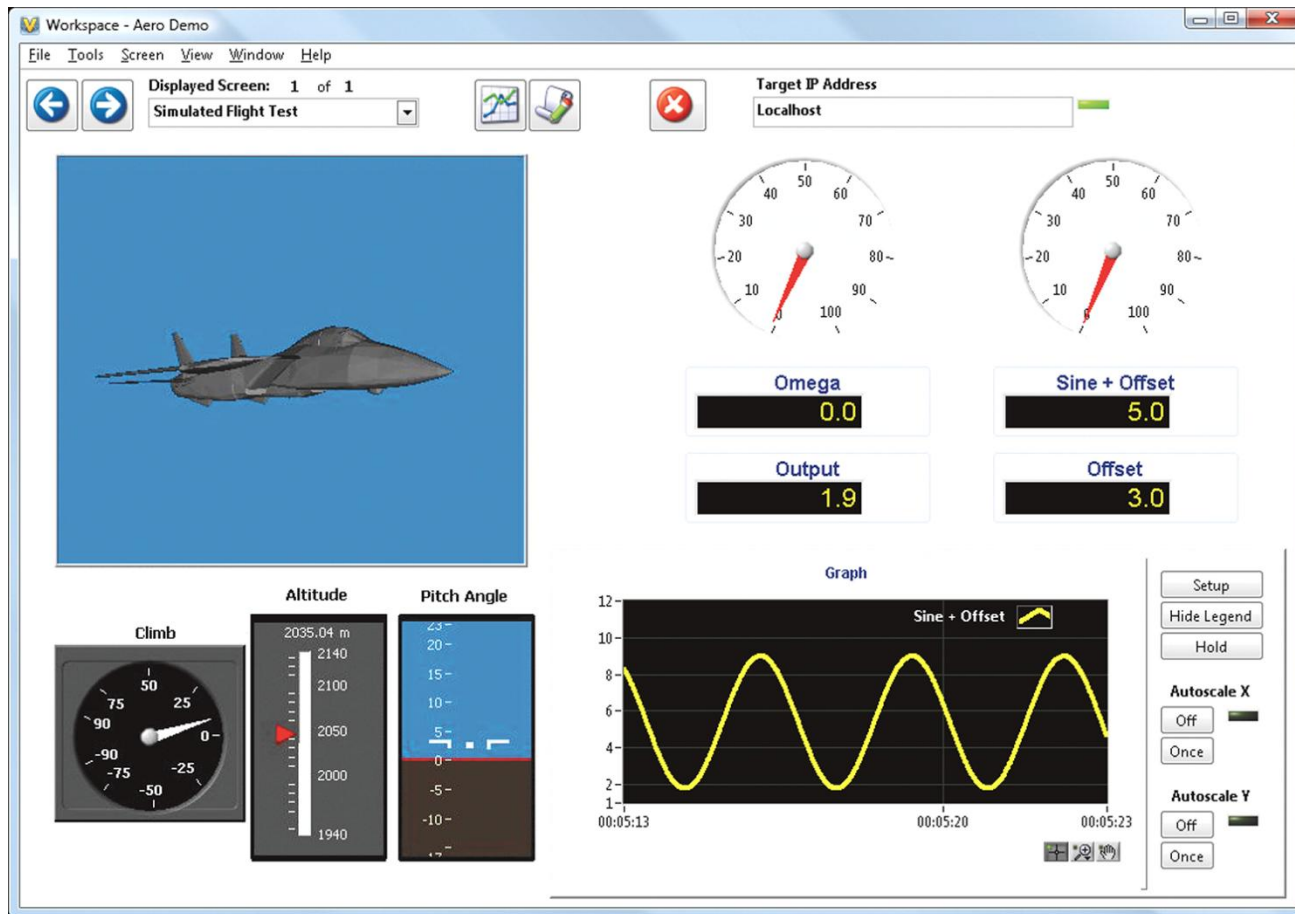 Workspace - Aero Demo
File Tools Screen View Window Help
Displayed Screen: 1 of 1
Simulated Flight Test
Target IP Address
Localhost
0 10 20 30 40 50 60 70 80 90 100
0 10 20 30 40 50 60 70 80 90 100
Omega
0.0
Sine + Offset
5.0
Output
1.9
Offset
3.0
Climb
90 75 50 25 0 -25 -50 -75 -90
Altitude
2035.04 m
2140
2100
2050
2000
1940
Pitch Angle
23
20
15
10
5
0
-5
-10
Graph
Sine + Offset
12
10
8
6
4
2
1
00:05:13 00:05:20 00:05:23
Setup
Hide Legend
Hold
Autoscale X
Off
Once
Autoscale Y
Off
Once